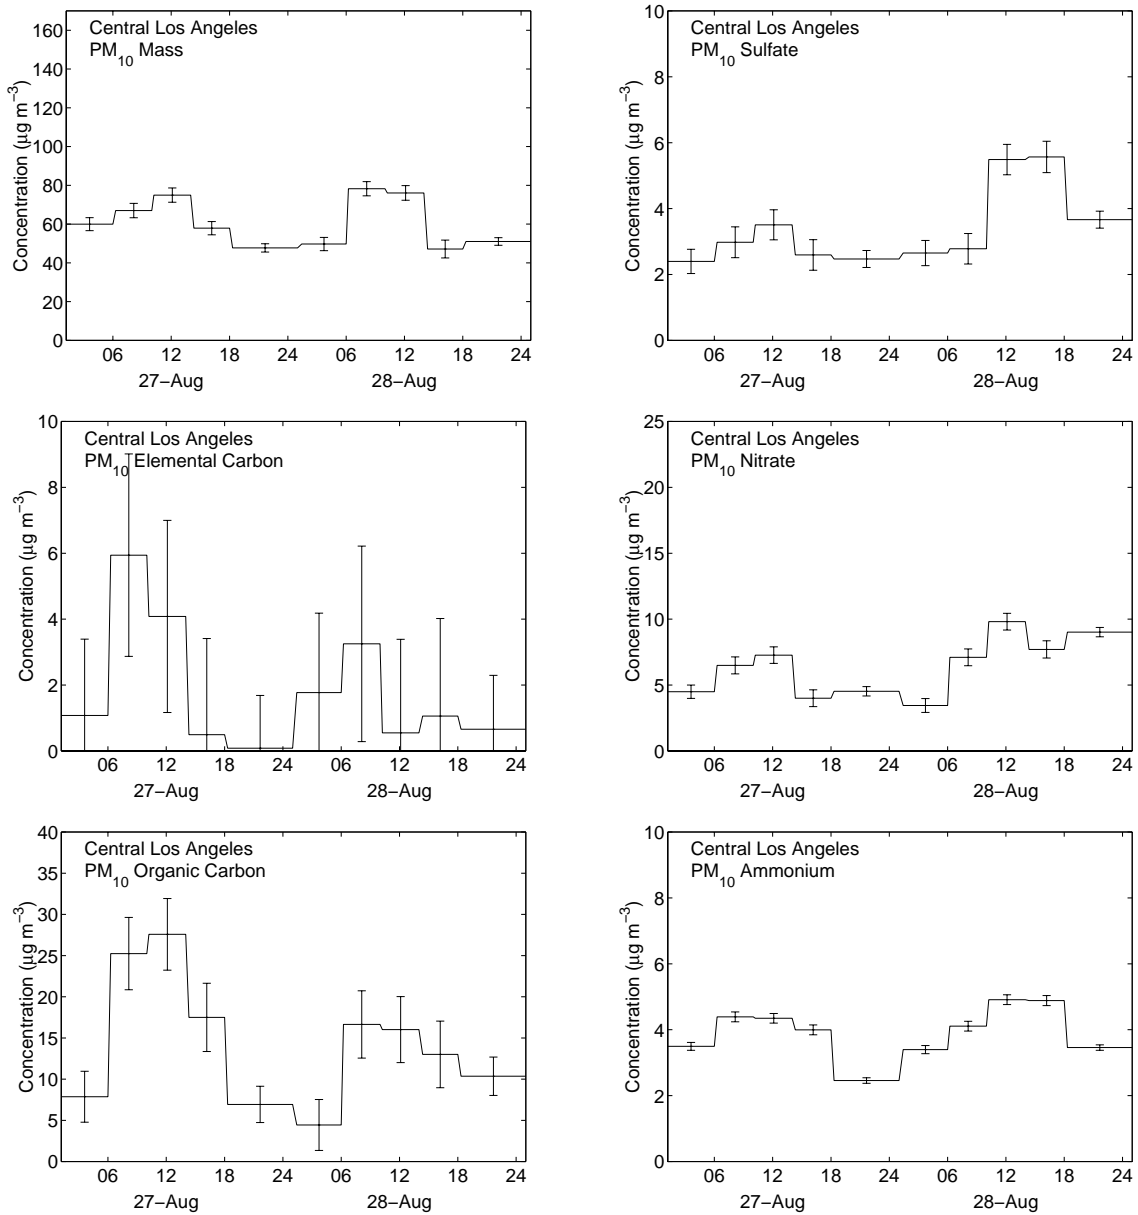 Central Los Angeles
PM10 Mass
Concentration (μg m−3)
160
140
120
100
80
60
40
20
0
06 12 18 24 06 12 18 24
27−Aug 28−Aug
Central Los Angeles
PM10 Sulfate
Concentration (μg m−3)
10
8
6
4
2
0
06 12 18 24 06 12 18 24
27−Aug 28−Aug
Central Los Angeles
PM10 Elemental Carbon
Concentration (μg m−3)
10
8
6
4
2
0
06 12 18 24 06 12 18 24
27−Aug 28−Aug
Central Los Angeles
PM10 Nitrate
Concentration (μg m−3)
25
20
15
10
5
0
06 12 18 24 06 12 18 24
27−Aug 28−Aug
Central Los Angeles
PM10 Organic Carbon
Concentration (μg m−3)
40
35
30
25
20
15
10
5
0
06 12 18 24 06 12 18 24
27−Aug 28−Aug
Central Los Angeles
PM10 Ammonium
Concentration (μg m−3)
10
8
6
4
2
0
06 12 18 24 06 12 18 24
27−Aug 28−Aug